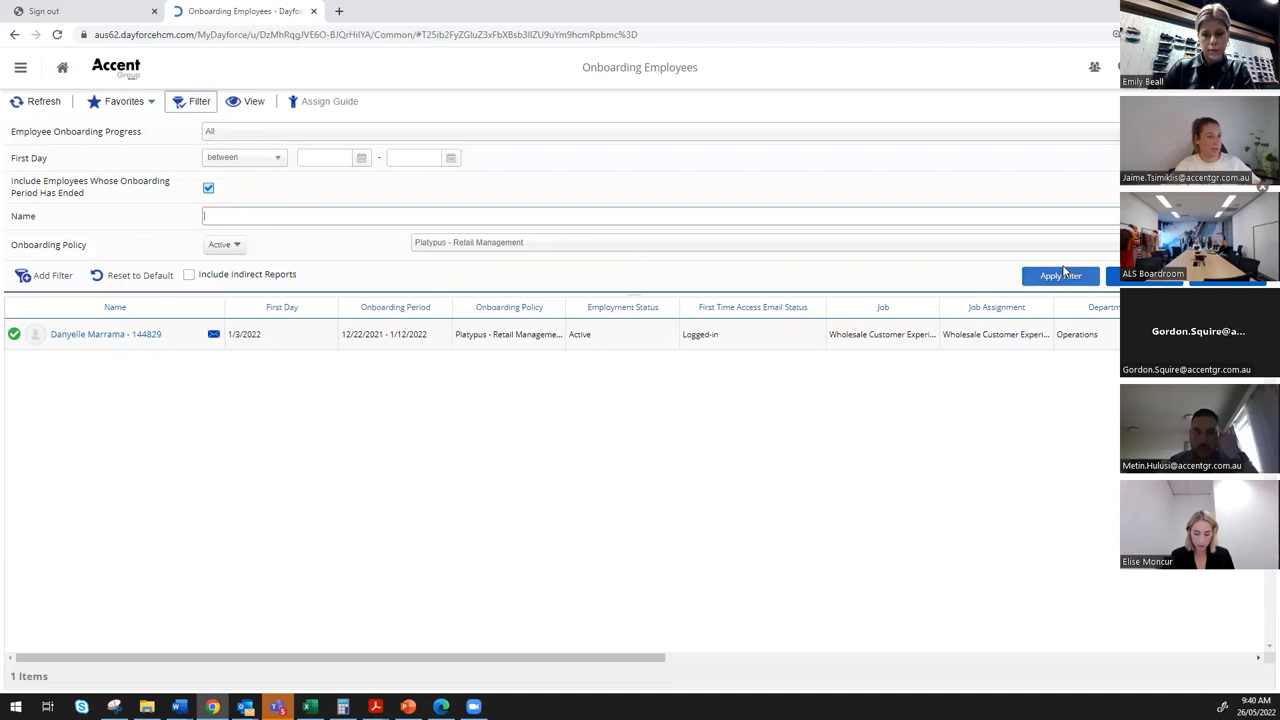 Sign out
Onboarding Employees - Dayfor
aus62.dayforcehcm.com/MyDayforce/u/
Accent
Group
Onboarding Employees
Refresh Favorites Filter View Assign Guide
Employee Onboarding Progress All
First Day between -
Include Employees Whose Onboarding
Period Has Ended
Name
Onboarding Policy Active Platypus - Retail Management
Add Filter Reset to Default Include Indirect Reports Apply Filter
Name First Day Onboarding Period Onboarding Policy Employment Status First Time Access Email Status Job Job Assignment Departm
Danyelle Marrama - 144829 1/3/2022 12/22/2021 - 1/12/2022 Platypus - Retail Manageme... Active Logged-in Wholesale Customer Experi... Wholesale Customer Experi... Operations
1 Items
Emily Beall
Jaime.Tsimiklis@accentgr.com.au
ALS Boardroom
Gordon.Squire@a...
Gordon.Squire@accentgr.com.au
Metin.Hulusi@accentgr.com.au
Elise Moncur
9:40 AM
26/05/2022